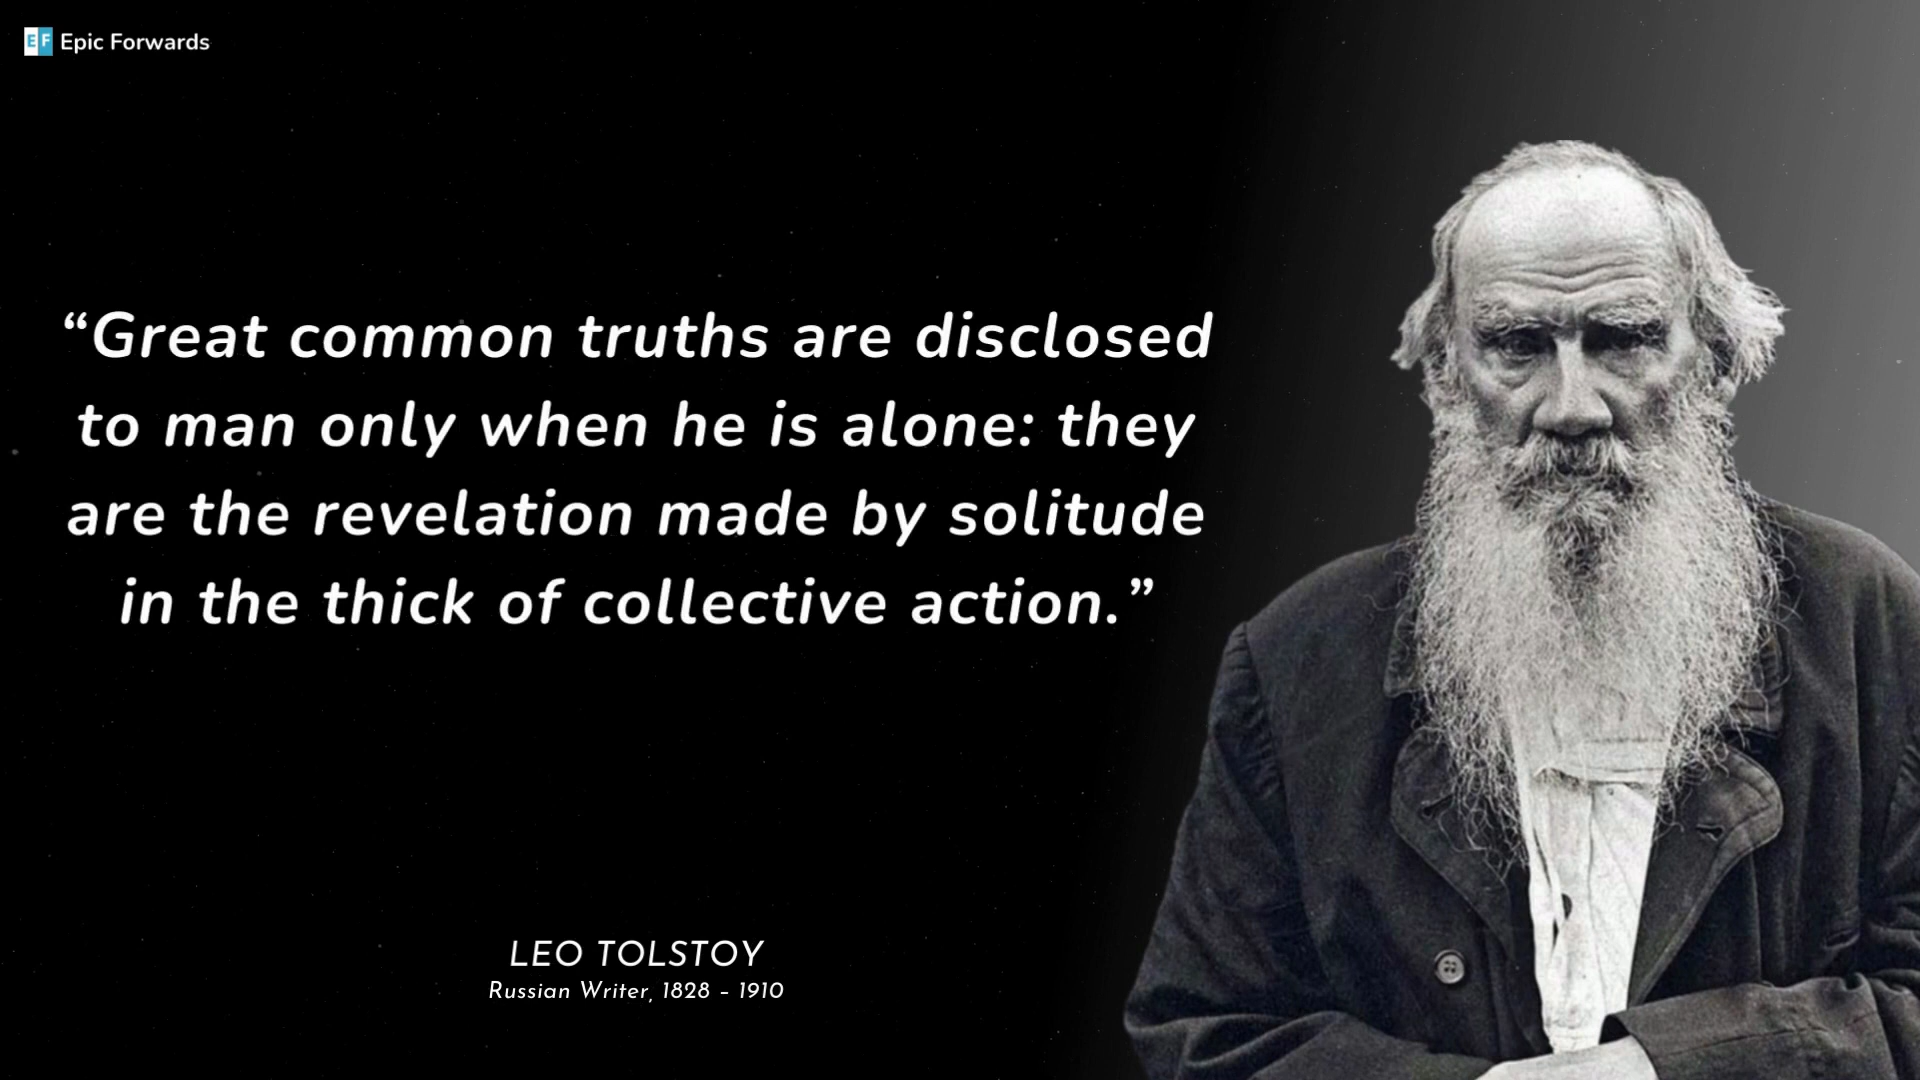 EF Epic Forwards
“Great common truths are disclosed
to man only when he is alone: they
are the revelation made by solitude
in the thick of collective action.”
LEO TOLSTOY
Russian Writer, 1828 – 1910